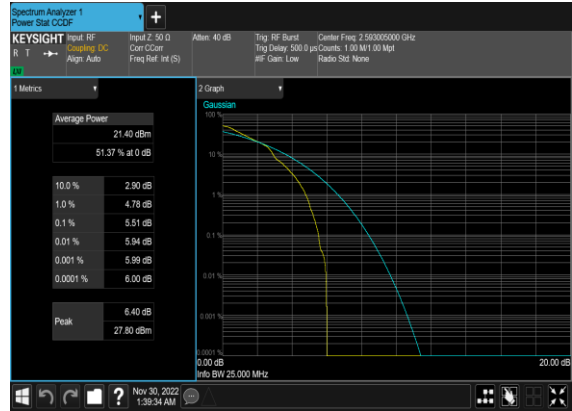 Spectrum Analyzer 1
Power Stat CCDF
+
KEYSIGHT Input: RF Input Z: 50 Ω Atten: 40 dB Trig: RF Burst Center Freq: 2.593005000 GHz
R T Coupling: DC Corr CCorr Trig Delay: 500.0 µs Counts: 1.00 M/1.00 Mpt
Align: Auto Freq Ref: Int (S) #IF Gain: Low Radio Std: None
1 Metrics 2 Graph
Gaussian
Average Power
21.40 dBm
51.37 % at 0 dB
10.0 % 2.90 dB
1.0 % 4.78 dB
0.1 % 5.51 dB
0.01 % 5.94 dB
0.001 % 5.99 dB
0.0001 % 6.00 dB
Peak 6.40 dB
27.80 dBm
100 %
10 %
1 %
0.1 %
0.01 %
0.001 %
0.0001 %
0.00 dB 20.00 dB
Info BW 25.000 MHz
? Nov 30, 2022
1:39:34 AM